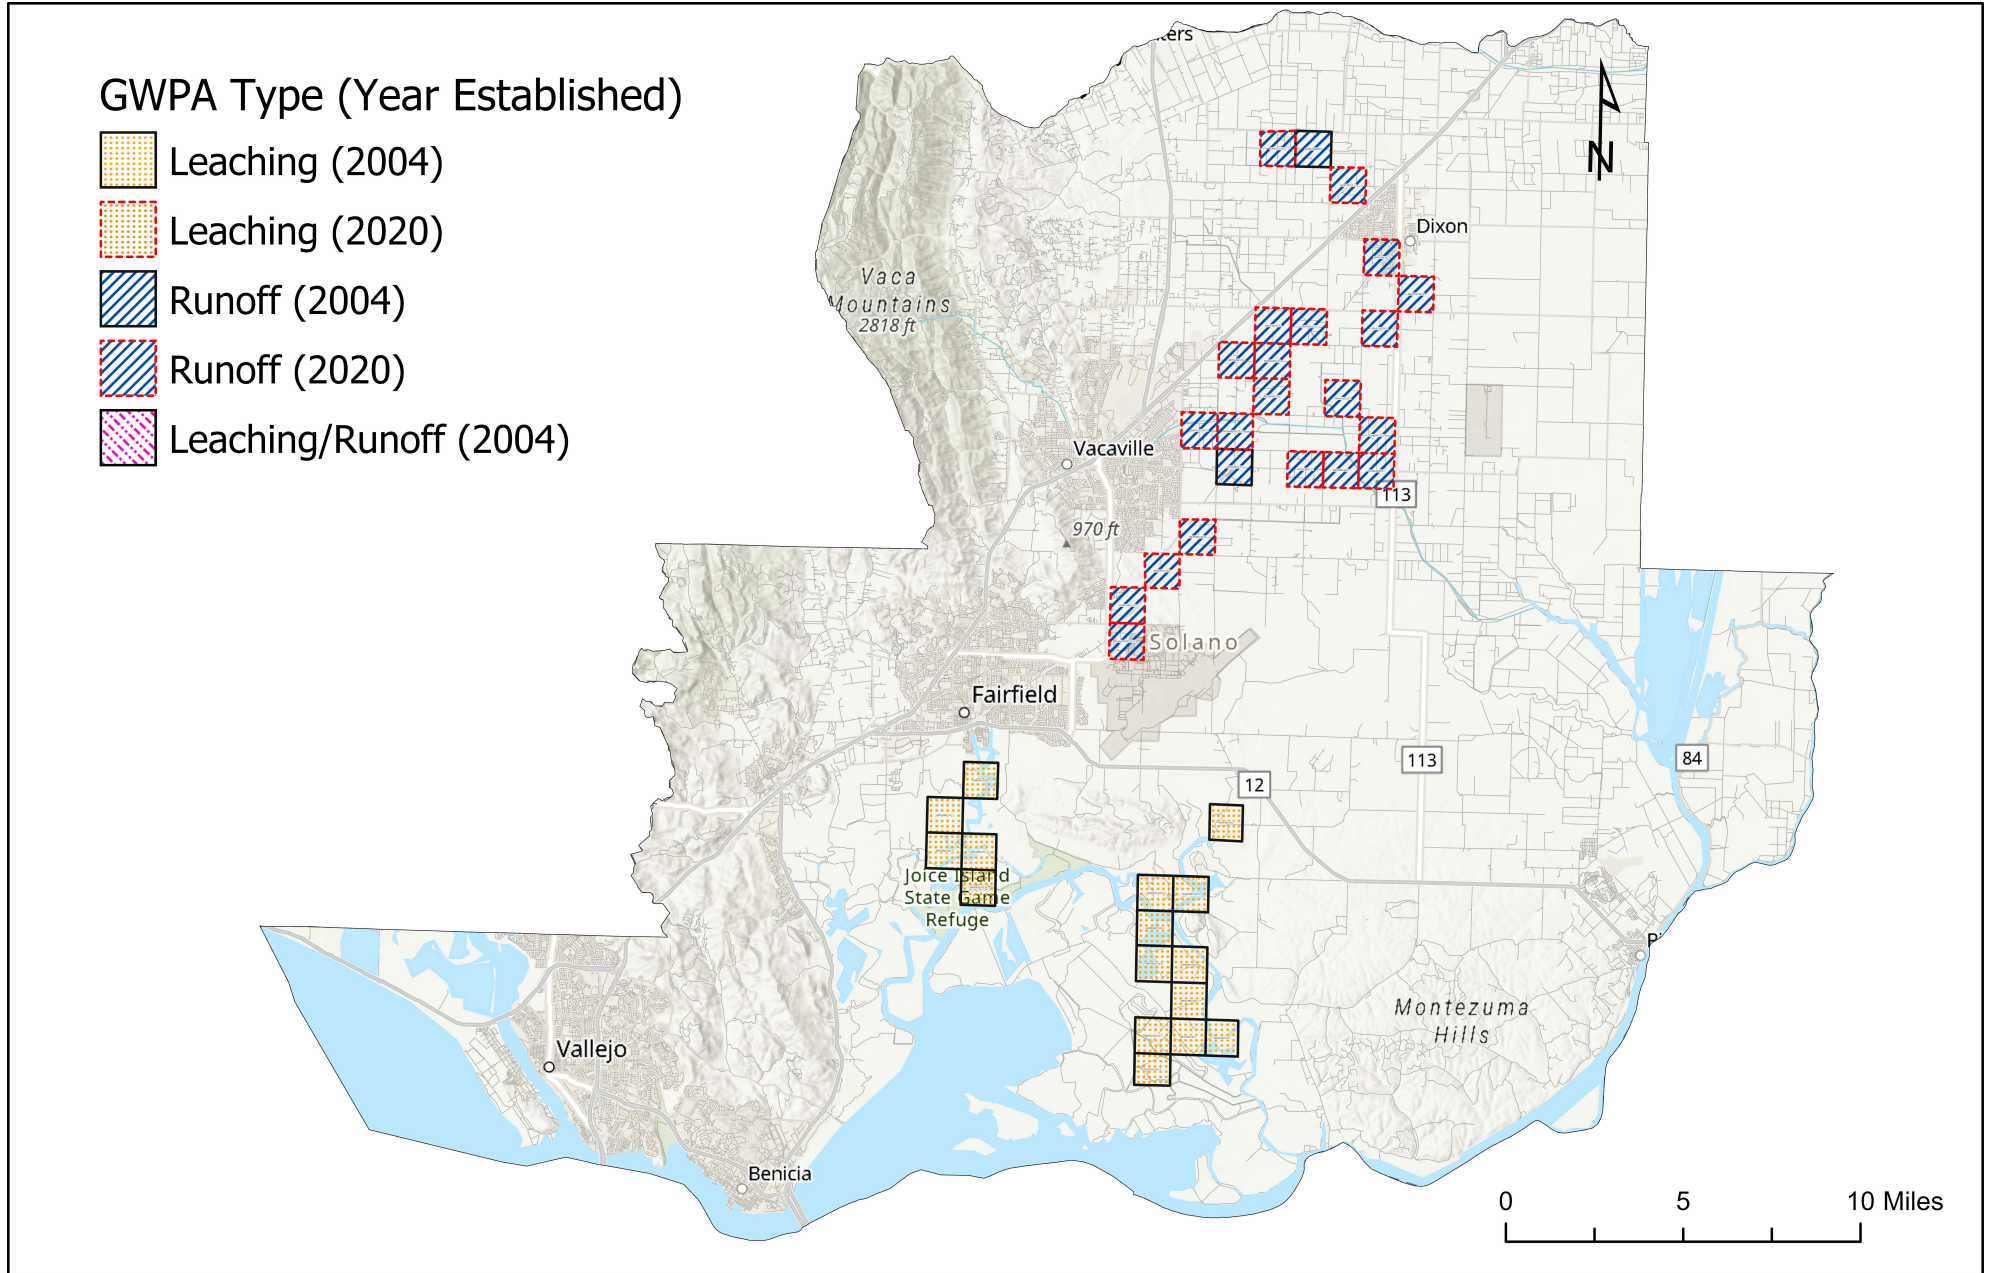 GWPA Type (Year Established)
Leaching (2004)
Leaching (2020)
Runoff (2004)
Runoff (2020)
Leaching/Runoff (2004)
ers
N
Dixon
Vaca
Mountains
2818 ft
Vacaville
113
970 ft
Solano
Fairfield
113
84
12
Joice Island
State Game
Refuge
Montezuma
Hills
Vallejo
Benicia
0 5 10 Miles